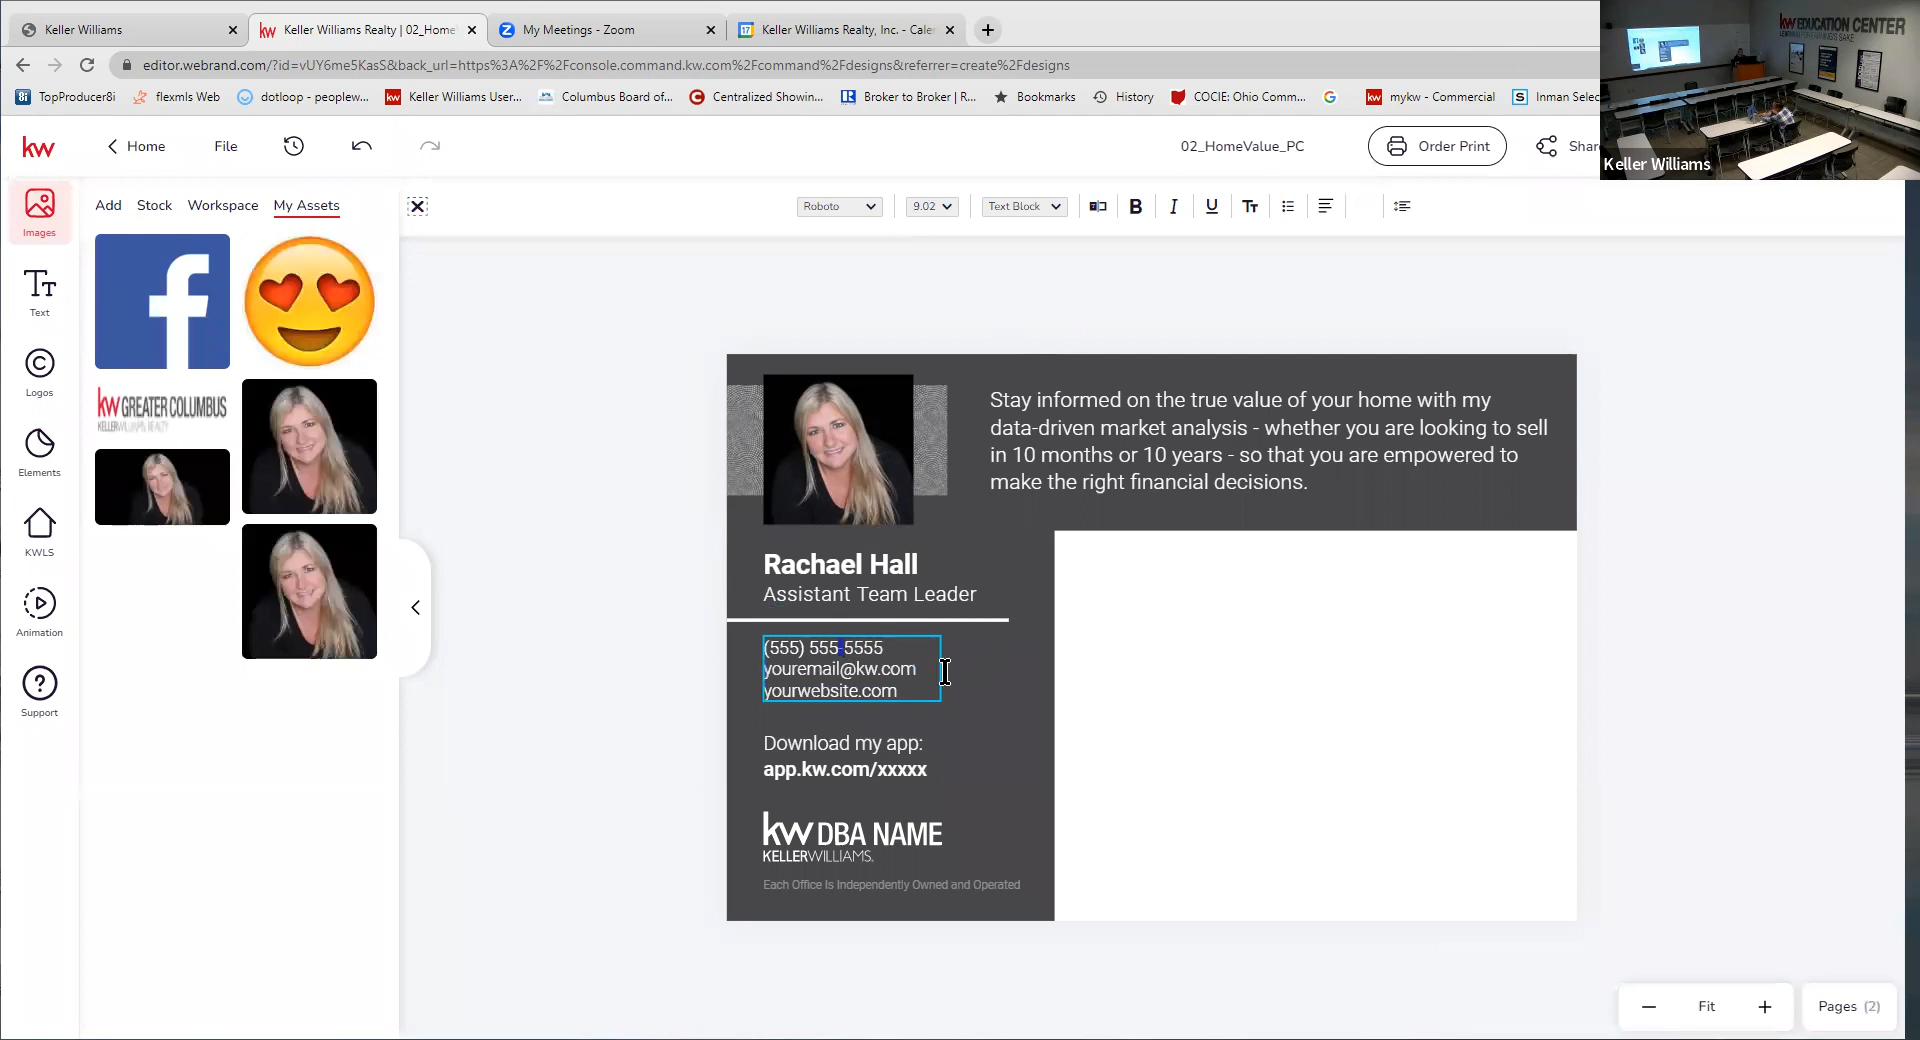 Keller Williams
Keller Williams Realty | 02_Home
My Meetings - Zoom
17
Keller Williams Realty, Inc. - Caler
editor.webrand.com/?id=vUY6me5KasS&back_url=https%3A%2F%2Fconsole.command.kw.com%2Fcommand%2Fdesigns&referrer=create%2Fdesigns
TopProducer8i
flexmls Web
dotloop - peoplew...
Keller Williams User...
Columbus Board of...
Centralized Showin...
Broker to Broker | R...
Bookmarks
History
COCIE: Ohio Comm...
mykw - Commercial
Inman Selec
kw EDUCATION CENTER
Keller Williams
kw
Home
File
02_HomeValue_PC
Order Print
Shar
Images
Text
Logos
Elements
KWLS
Animation
Support
Add
Stock
Workspace
My Assets
Roboto
9.02
Text Block
B
I
U
TT
kw GREATER COLUMBUS
KELLERWILLIAMS. REALTY
Stay informed on the true value of your home with my
data-driven market analysis - whether you are looking to sell
in 10 months or 10 years - so that you are empowered to
make the right financial decisions.
Rachael Hall
Assistant Team Leader
(555) 555-5555
youremail@kw.com
yourwebsite.com
Download my app:
app.kw.com/xxxxx
kw DBA NAME
KELLERWILLIAMS.
Each Office Is Independently Owned and Operated
Fit
Pages (2)